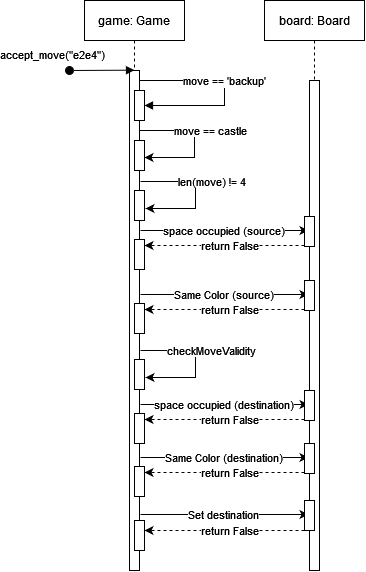 game: Game
board: Board
accept_move("e2e4")
move == 'backup'
move == castle
len(move) != 4
space occupied (source)
return False
Same Color (source)
return False
checkMoveValidity
space occupied (destination)
return False
Same Color (destination)
return False
Set destination
return False